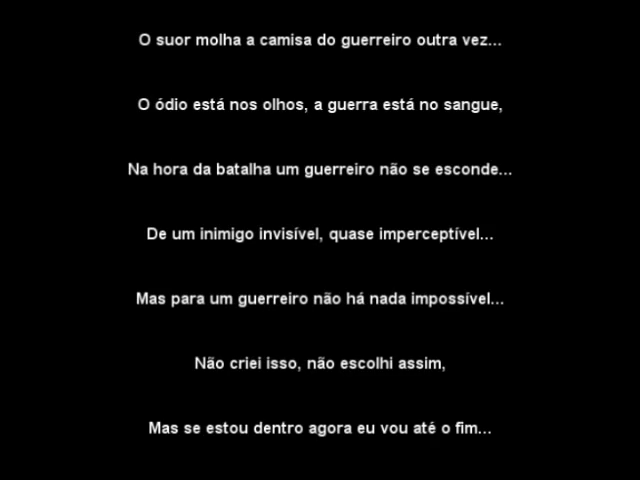 O suor molha a camisa do guerreiro outra vez...
O ódio está nos olhos, a guerra está no sangue,
Na hora da batalha um guerreiro não se esconde...
De um inimigo invisível, quase imperceptível...
Mas para um guerreiro não há nada impossível...
Não criei isso, não escolhi assim,
Mas se estou dentro agora eu vou até o fim...